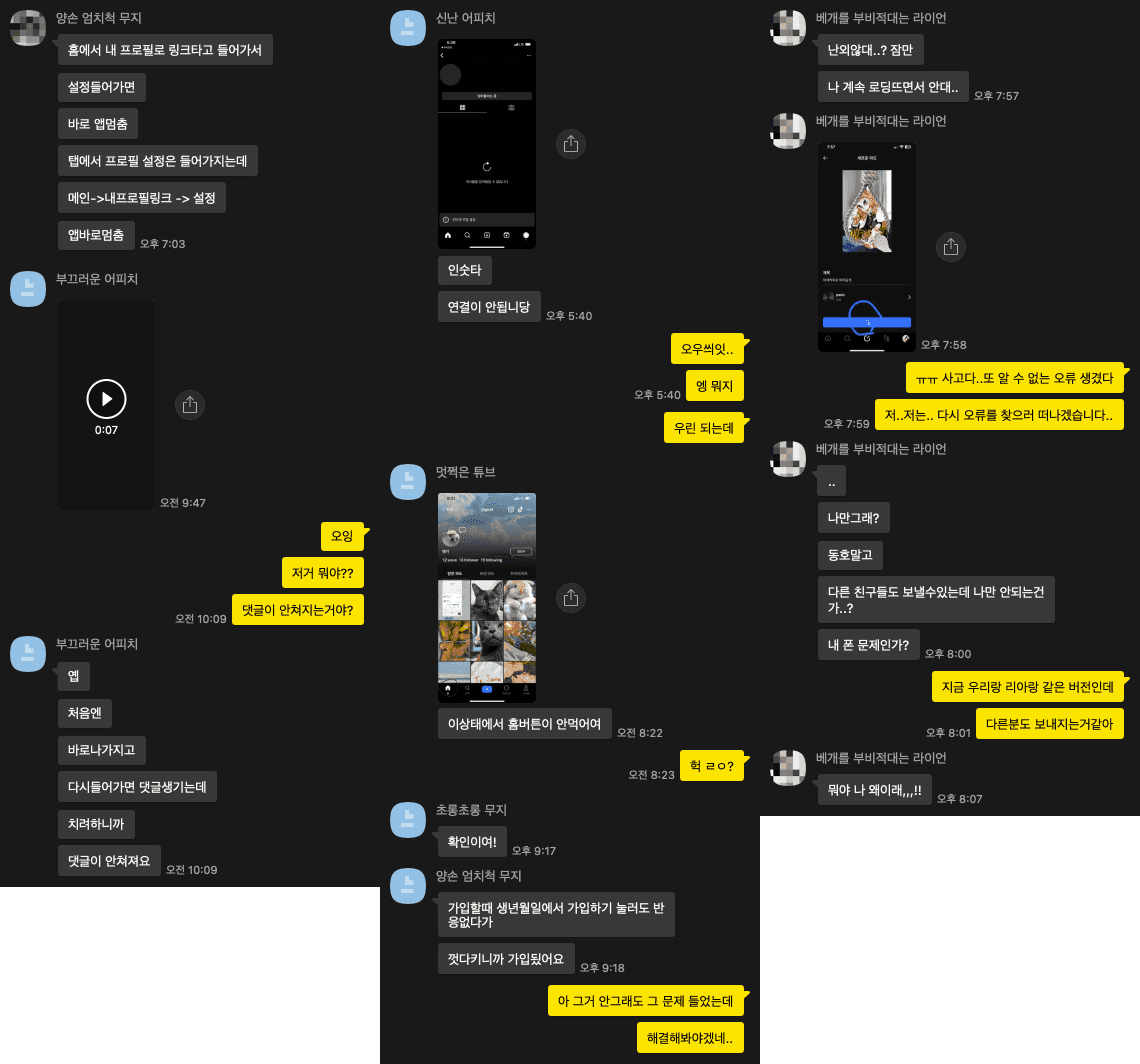 양손 엄치척 무지
홈에서 내 프로필로 링크타고 들어가서
설정들어가면
바로 앱멈춤
탭에서 프로필 설정은 들어가지는데
메인->내프로필링크 -> 설정
앱바로멈춤
오후 7:03
부끄러운 어피치
0:07
오전 9:47
오잉
저거 뭐야??
댓글이 안쳐지는거야?
오전 10:09
부끄러운 어피치
옙
처음엔
바로나가지고
다시들어가면 댓글생기는데
치려하니까
댓글이 안쳐져요
오전 10:09
신난 어피치
인슷타
연결이 안됩니당
오후 5:40
오우씌잇..
엥 뭐지
오후 5:40
우린 되는데
멋쩍은 튜브
이상태에서 홈버튼이 안먹어여
오전 8:22
헉 ㄹㅇ?
오전 8:23
초롱초롱 무지
확인이여!
오후 9:17
양손 엄치척 무지
가입할때 생년월일에서 가입하기 눌러도 반
응없다가
껏다키니까 가입됬어요
오후 9:18
아 그거 안그래도 그 문제 들었는데
해결해봐야겠네..
베개를 부비적대는 라이언
난외않대..? 잠만
나 계속 로딩뜨면서 안대..
오후 7:57
베개를 부비적대는 라이언
7:57
오후 7:58
ㅠㅠ 사고다..또 알 수 없는 오류 생겼다
저..저는.. 다시 오류를 찾으러 떠나겠습니다..
오후 7:59
베개를 부비적대는 라이언
..
나만그래?
동호말고
다른 친구들도 보낼수있는데 나만 안되는건
가..?
내 폰 문제인가?
오후 8:00
지금 우리랑 리아랑 같은 버전인데
다른분도 보내지는거같아
오후 8:01
베개를 부비적대는 라이언
뭐야 나 왜이래,,,!!
오후 8:07